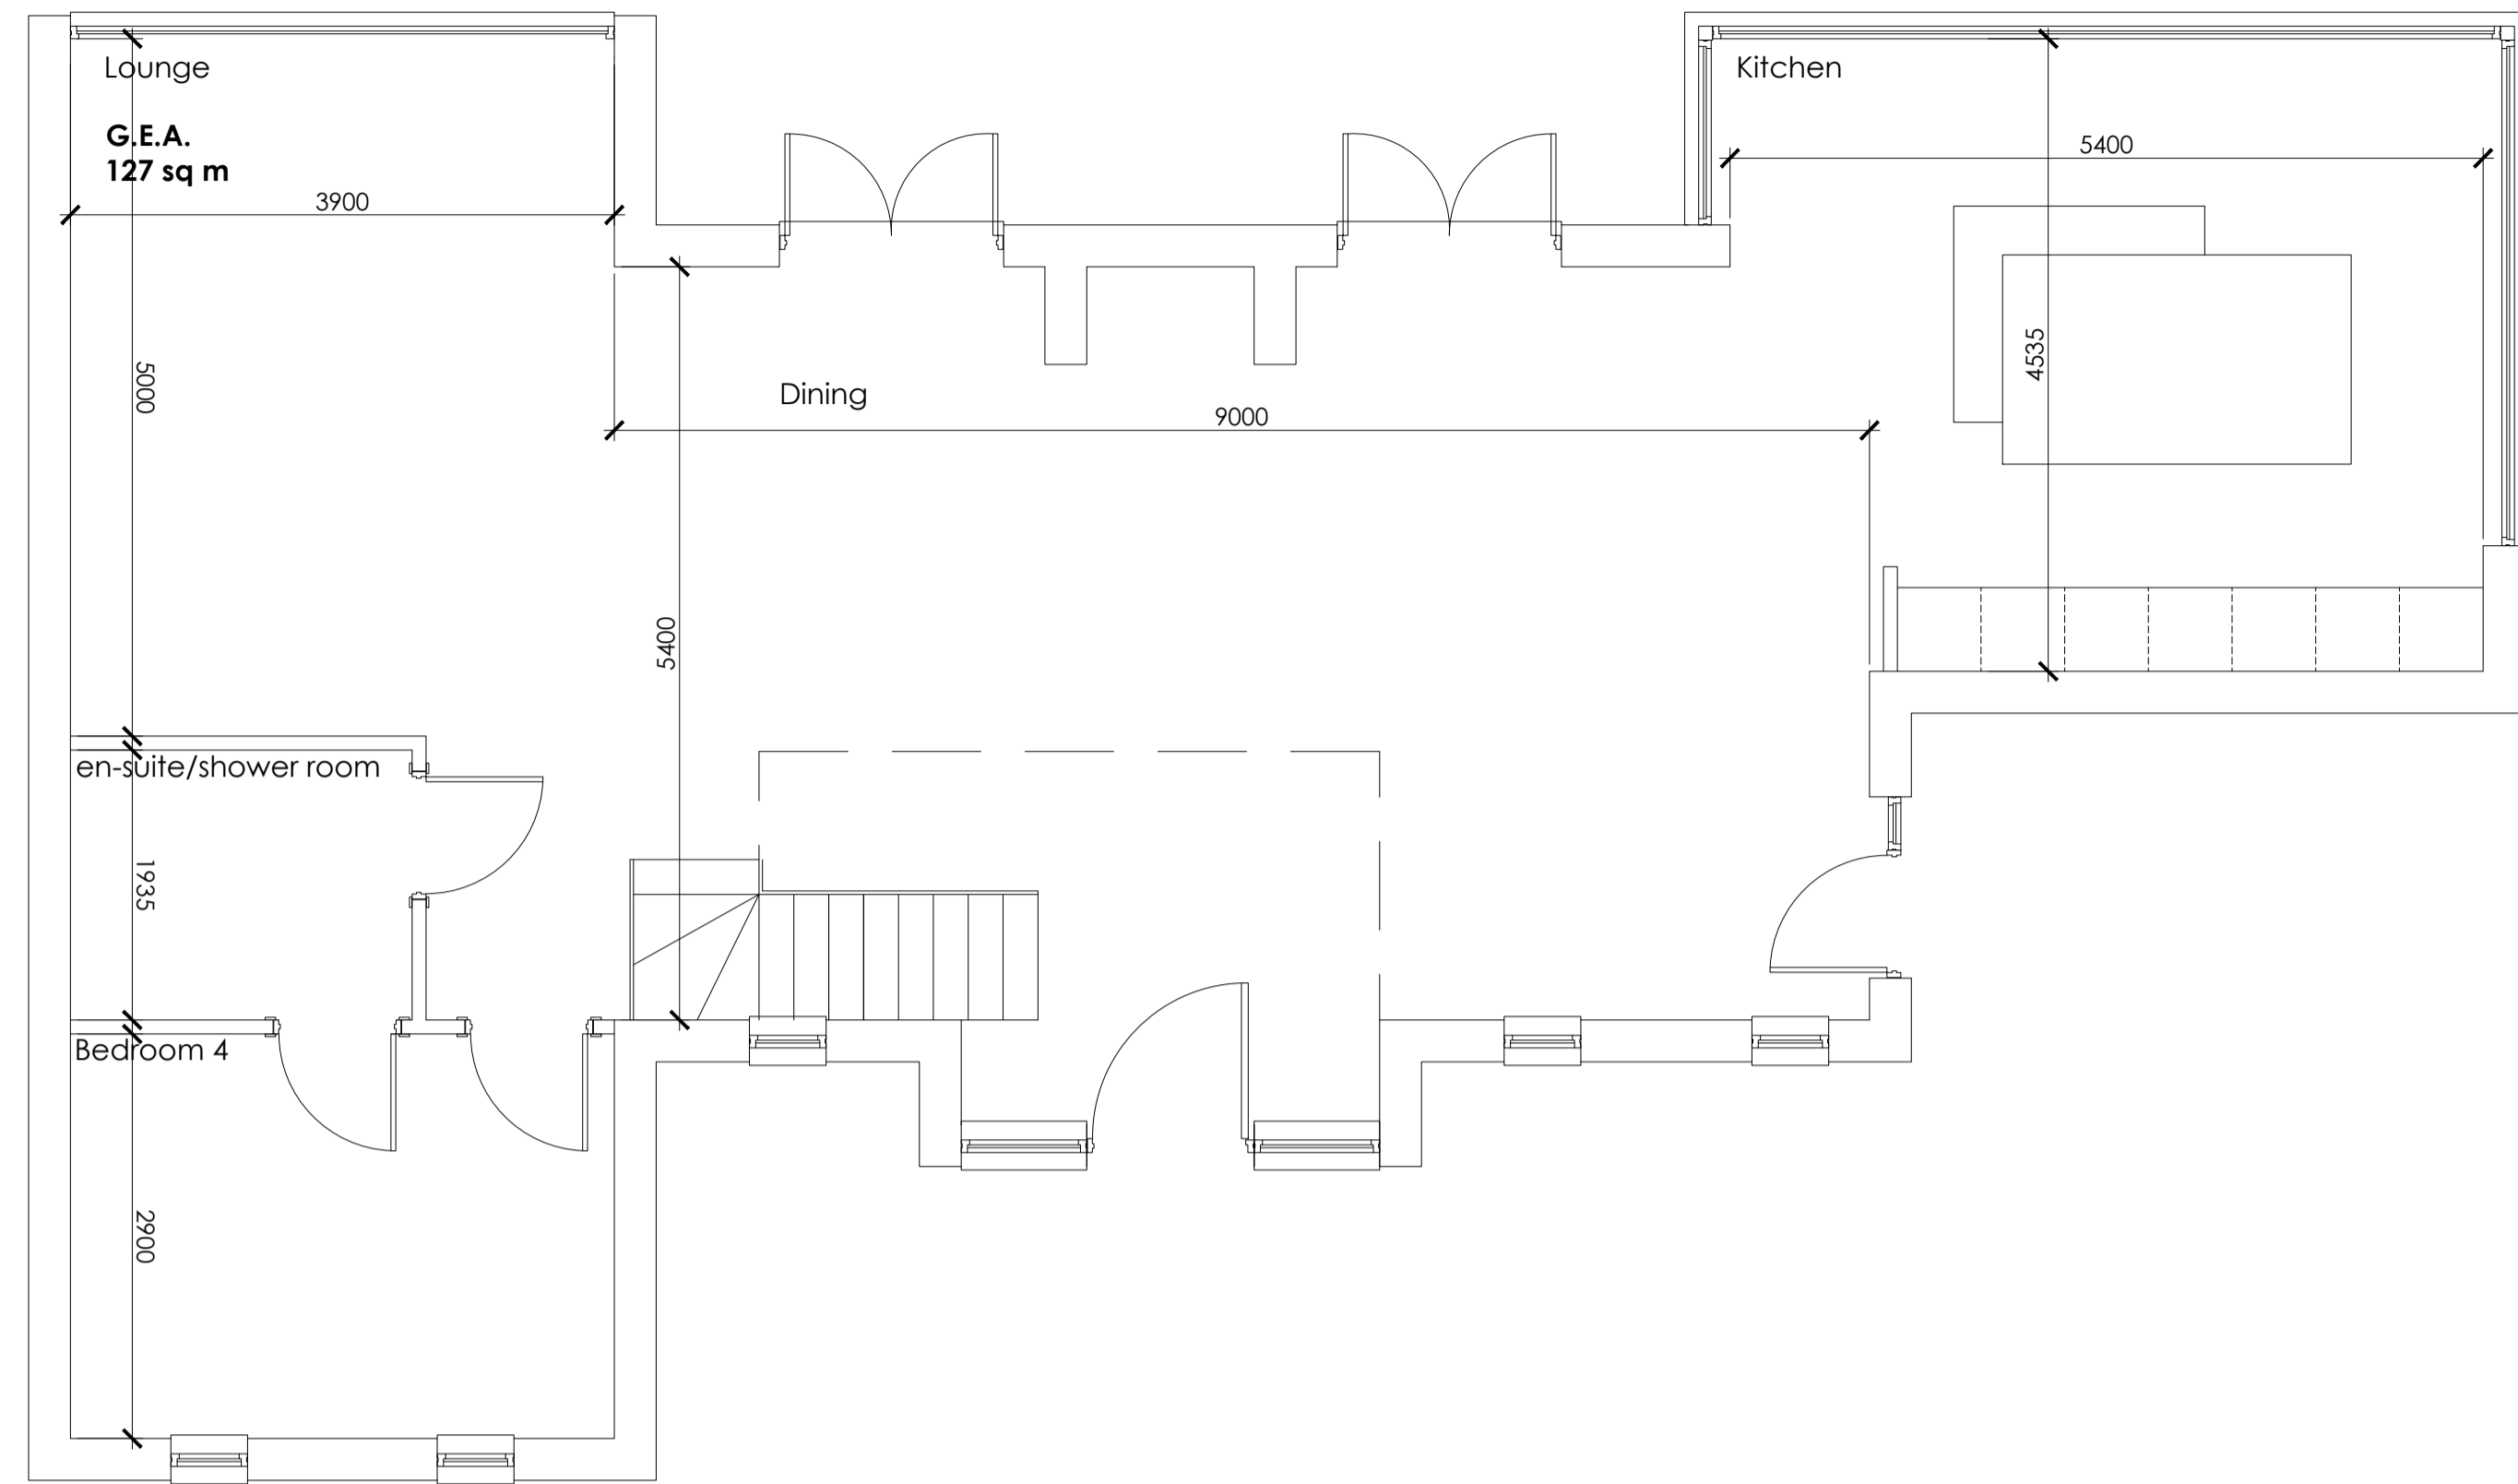 Lounge
Kitchen
G.E.A.
127 sq m
5400
3900
4535
5000
Dining
9000
5400
en-suite/shower room
1935
Bedroom 4
2900